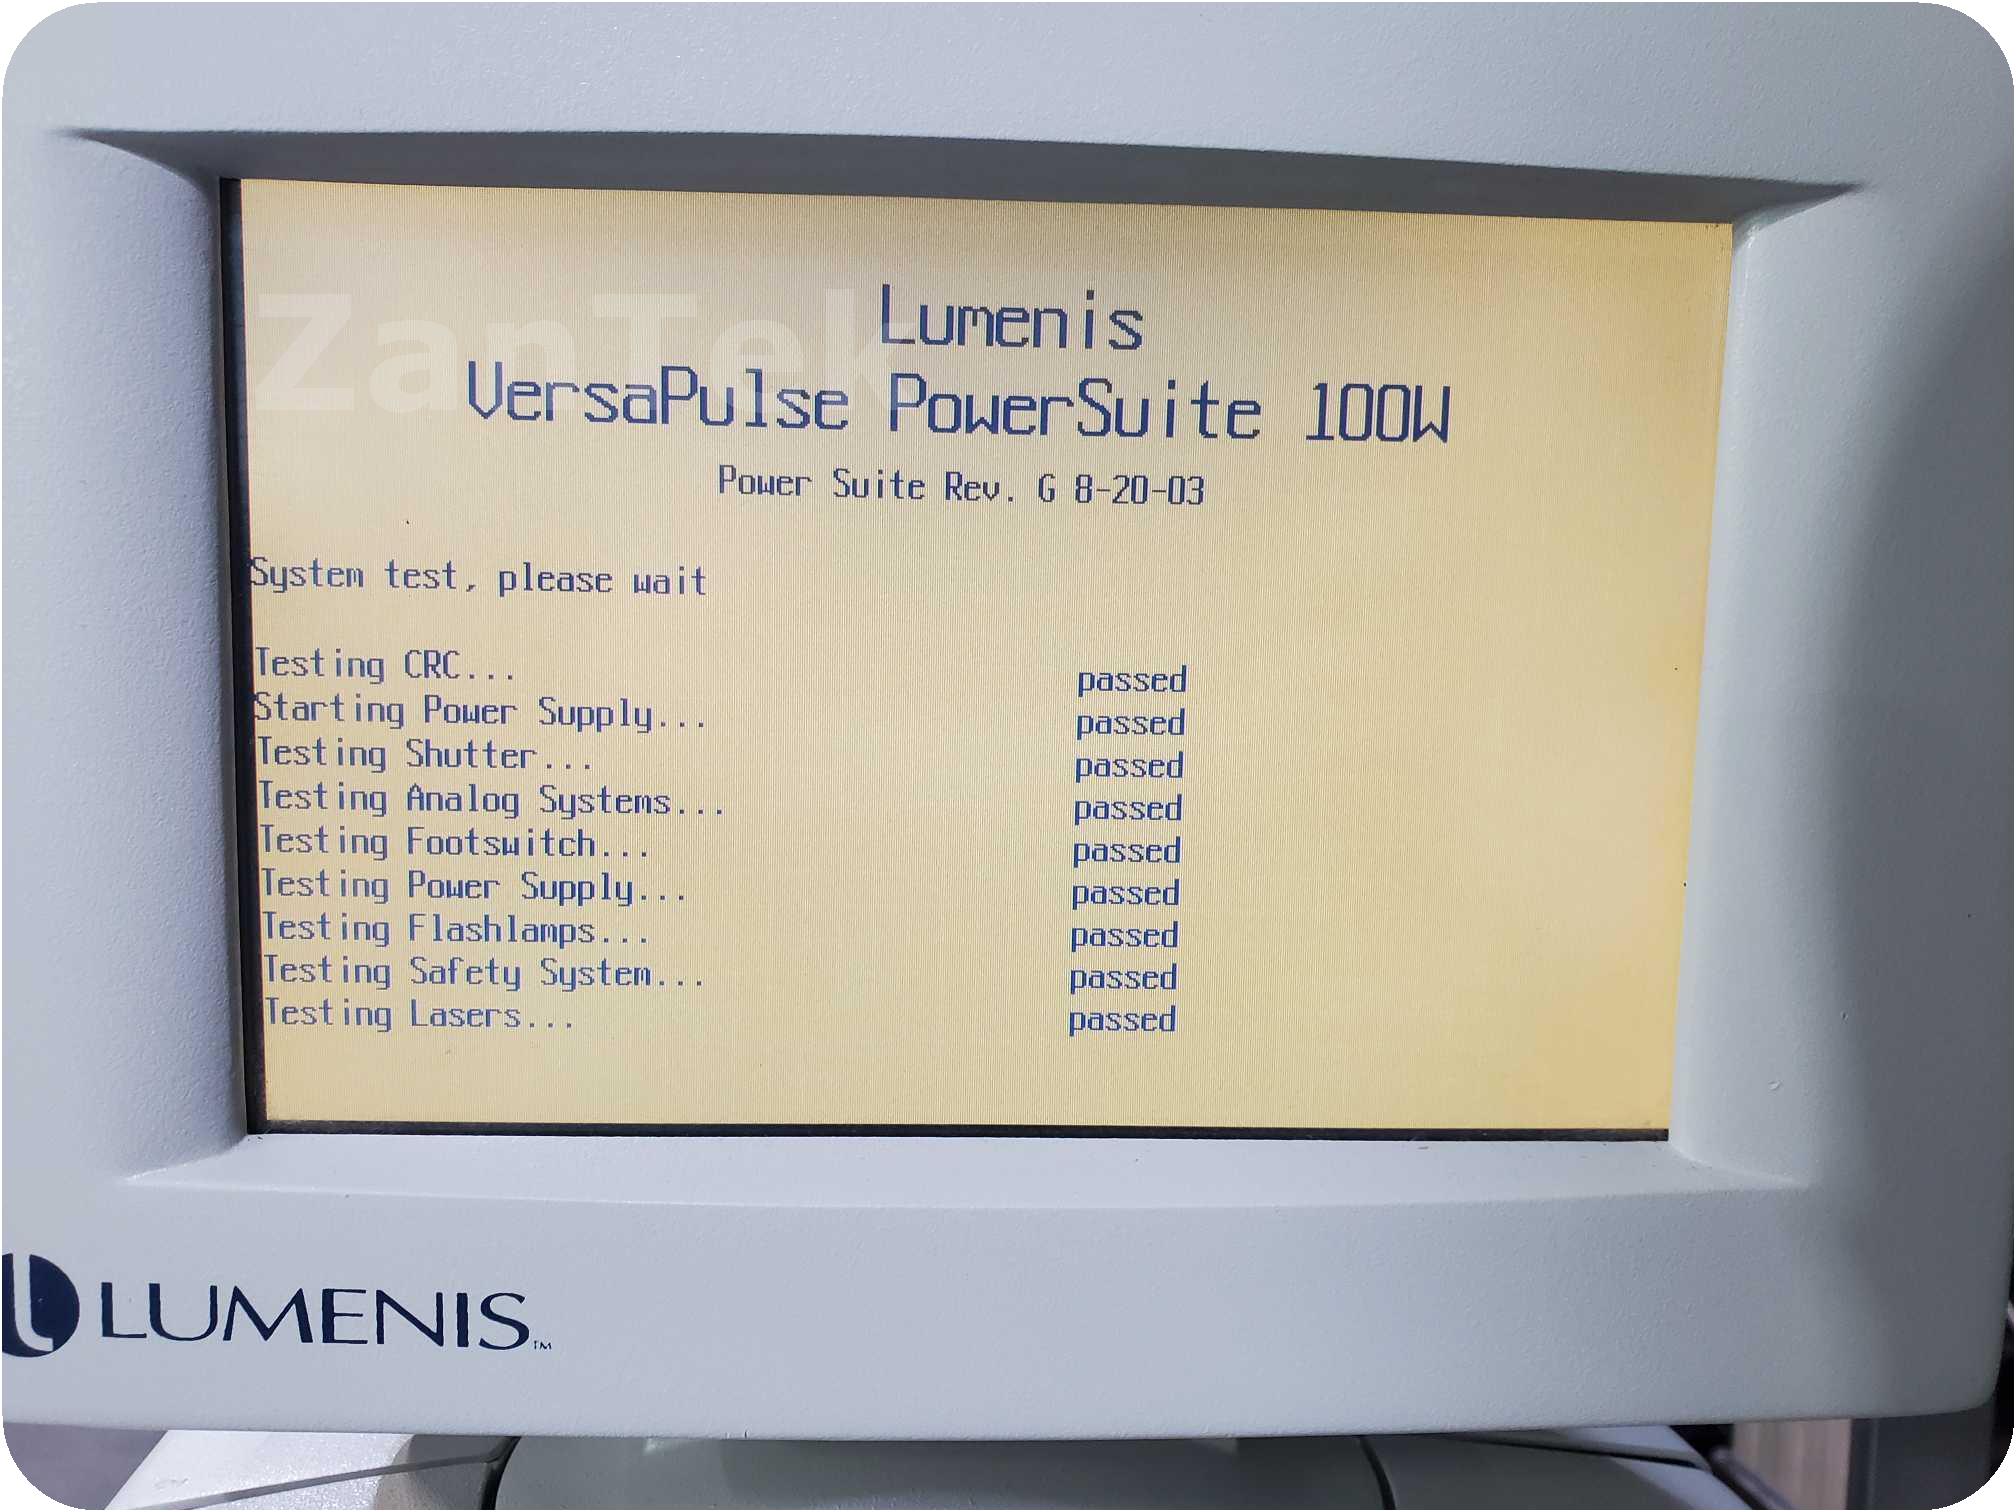 ZapTek
Lumenis
VersaPulse PowerSuite 100W
Power Suite Rev. G 8-20-03
System test, please wait
Testing CRC... passed
Starting Power Supply... passed
Testing Shutter... passed
Testing Analog Systems... passed
Testing Footswitch... passed
Testing Power Supply... passed
Testing Flashlamps... passed
Testing Safety System... passed
Testing Lasers... passed
LUMENIS™